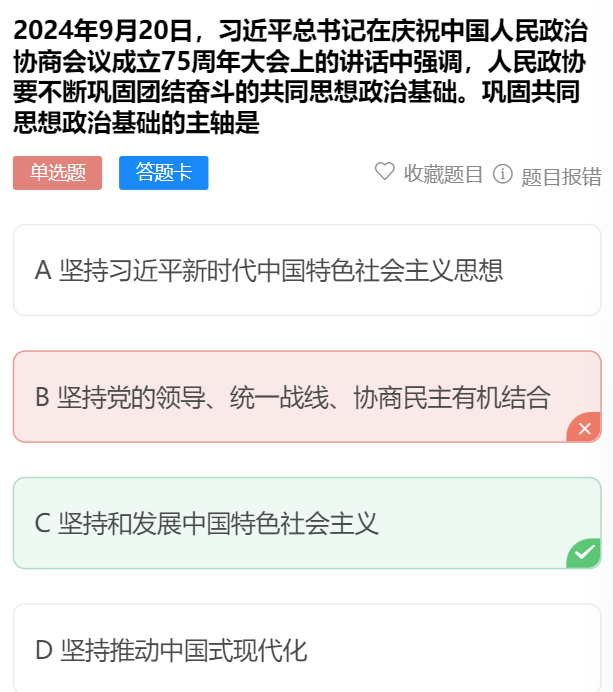 2024年9月20日，习近平总书记在庆祝中国人民政治
协商会议成立75周年大会上的讲话中强调，人民政协
要不断巩固团结奋斗的共同思想政治基础。巩固共同
思想政治基础的主轴是
单选题 答题卡 收藏题目 题目报错
A 坚持习近平新时代中国特色社会主义思想
B 坚持党的领导、统一战线、协商民主有机结合
C 坚持和发展中国特色社会主义
D 坚持推动中国式现代化